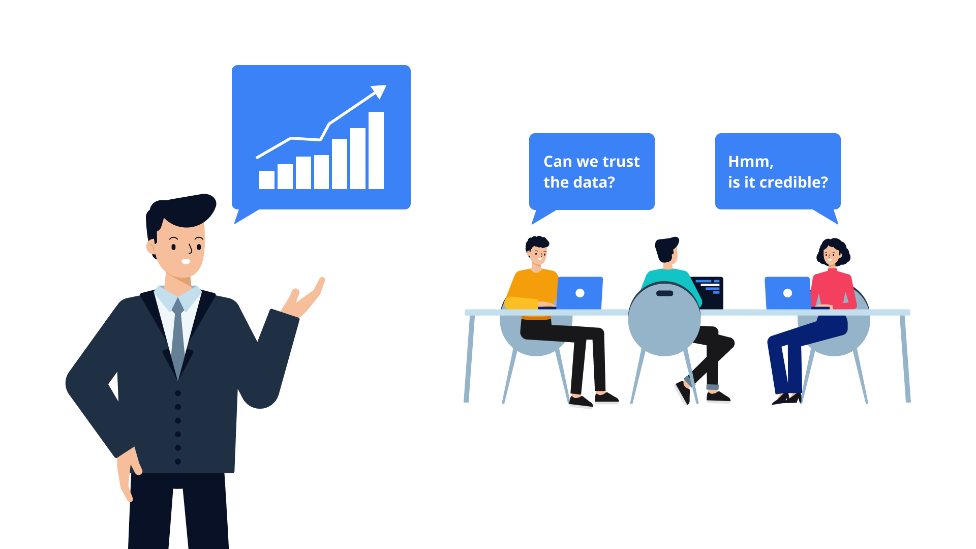 Can we trust
the data?
Hmm,
is it credible?